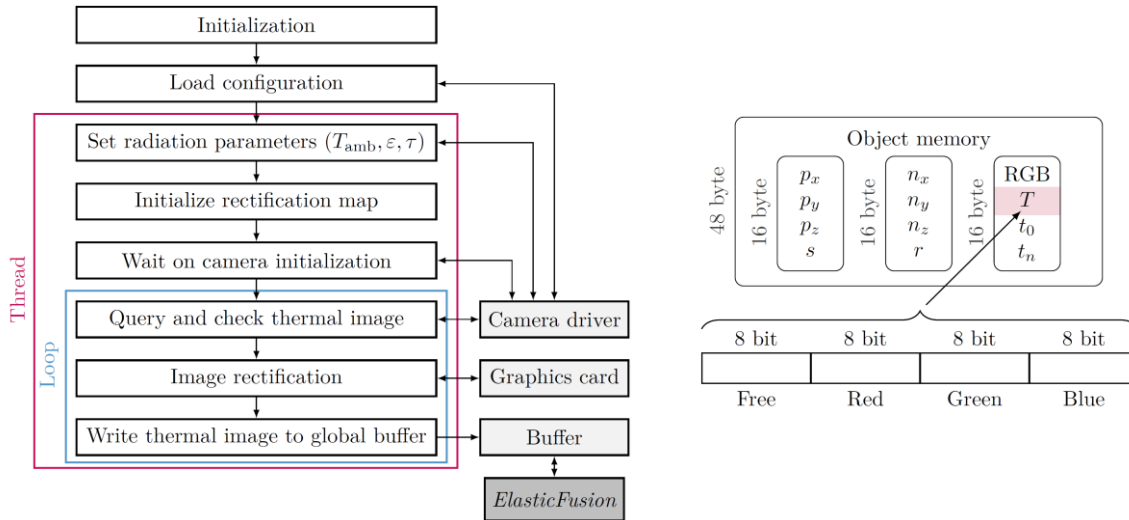 Initialization
Load configuration
Set radiation parameters (T_amb, ε, τ)
Initialize rectification map
Wait on camera initialization
Thread
Loop
Query and check thermal image
Camera driver
Image rectification
Graphics card
Write thermal image to global buffer
Buffer
ElasticFusion
Object memory
48 byte
16 byte
p_x
p_y
p_z
s
16 byte
n_x
n_y
n_z
r
16 byte
RGB
T
t_0
t_n
8 bit 8 bit 8 bit 8 bit
Free Red Green Blue